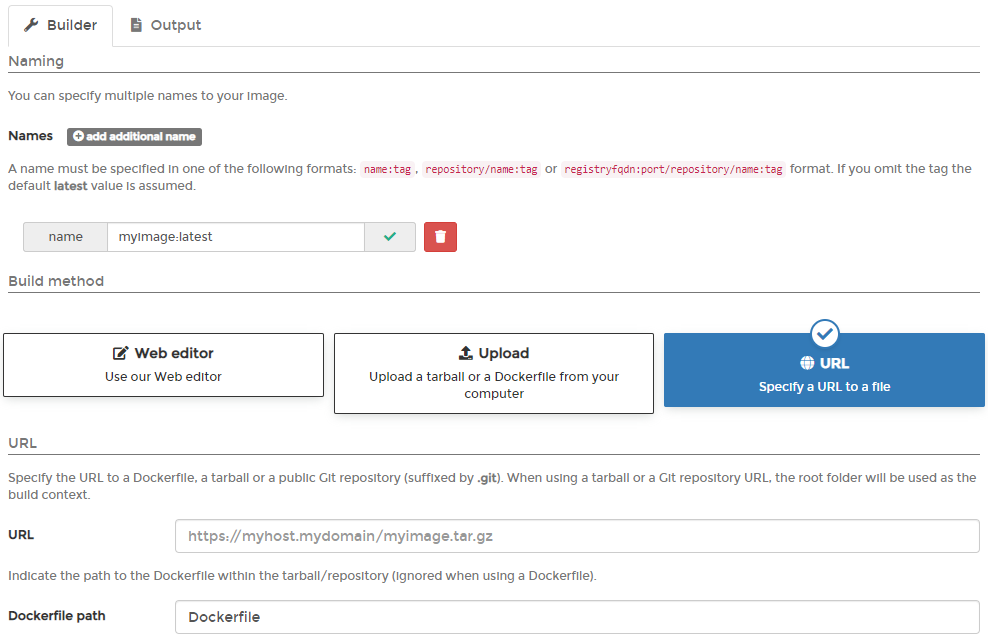 Builder Output
Naming
You can specify multiple names to your image.
Names add additional name
A name must be specified in one of the following formats: name:tag, repository/name:tag or registryfqdn:port/repository/name:tag format. If you omit the tag the
default latest value is assumed.
name myimage:latest
Build method
Web editor
Use our Web editor
Upload
Upload a tarball or a Dockerfile from your
computer
URL
Specify a URL to a file
URL
Specify the URL to a Dockerfile, a tarball or a public Git repository (suffixed by .git). When using a tarball or a Git repository URL, the root folder will be used as the
build context.
URL https://myhost.mydomain/myimage.tar.gz
Indicate the path to the Dockerfile within the tarball/repository (ignored when using a Dockerfile).
Dockerfile path Dockerfile